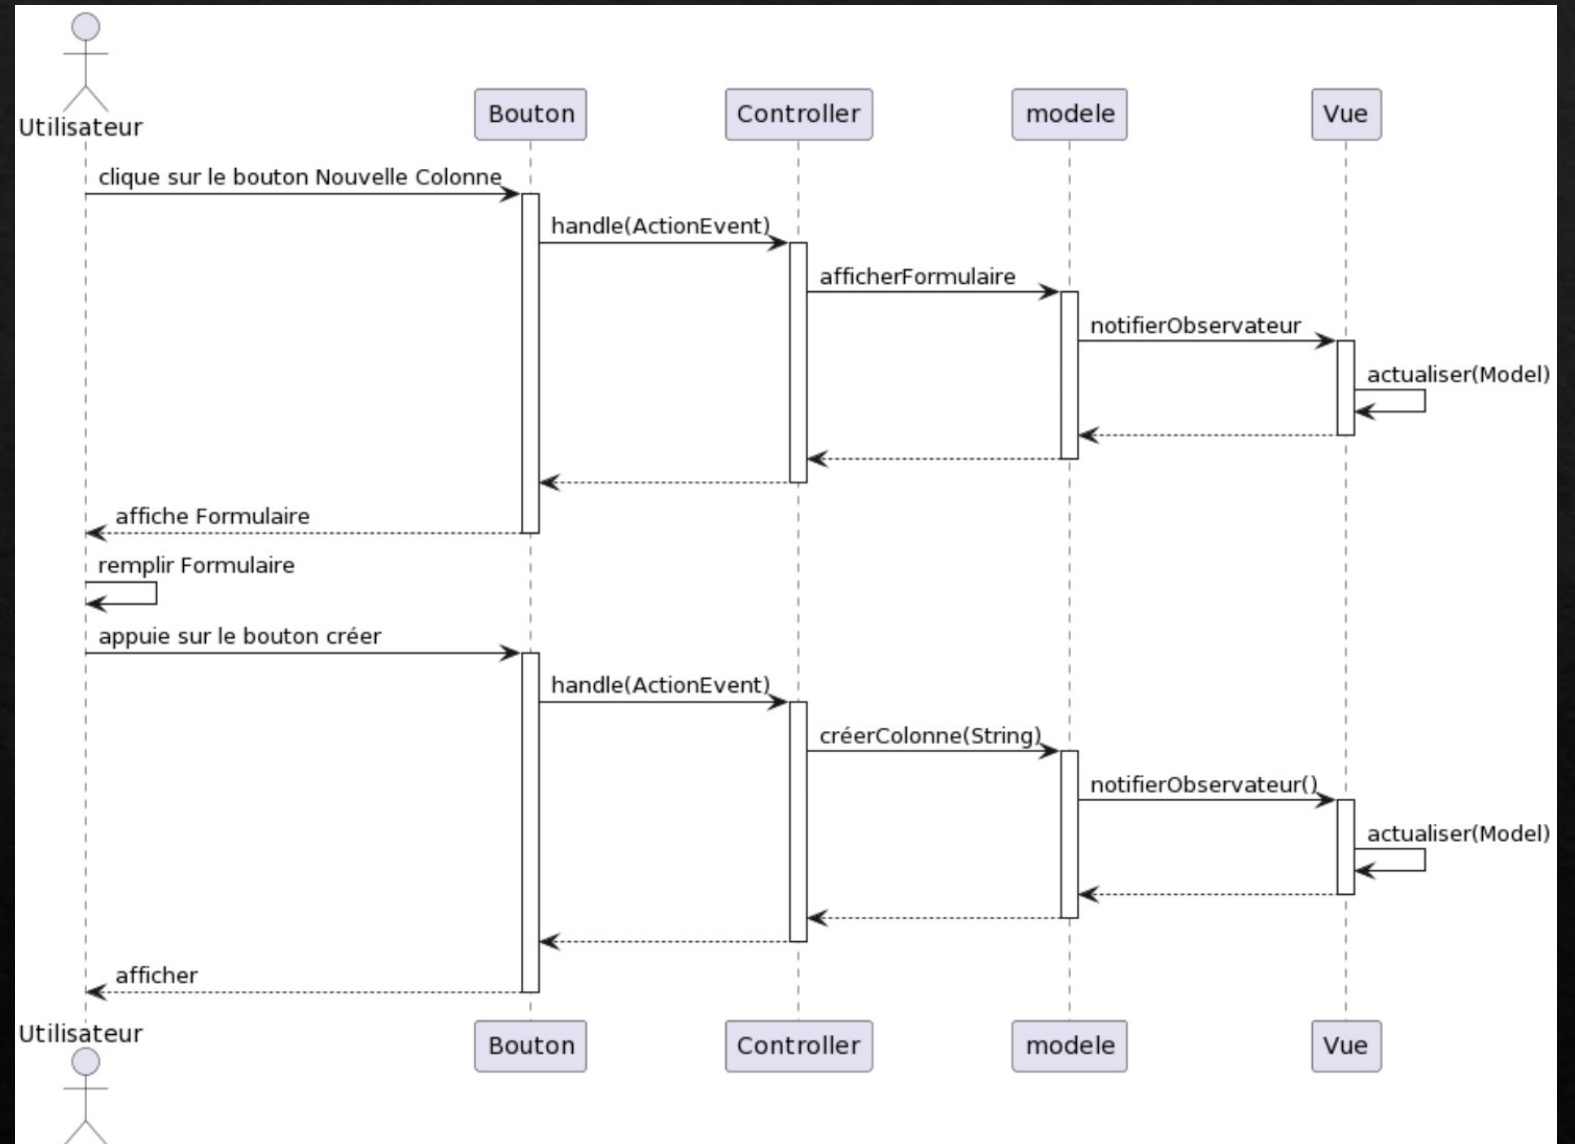 Utilisateur
Bouton
Controller
modele
Vue
clique sur le bouton Nouvelle Colonne
handle(ActionEvent)
afficherFormulaire
notifierObservateur
actualiser(Model)
affiche Formulaire
remplir Formulaire
appuie sur le bouton créer
handle(ActionEvent)
créerColonne(String)
notifierObservateur()
actualiser(Model)
afficher
Utilisateur
Bouton
Controller
modele
Vue